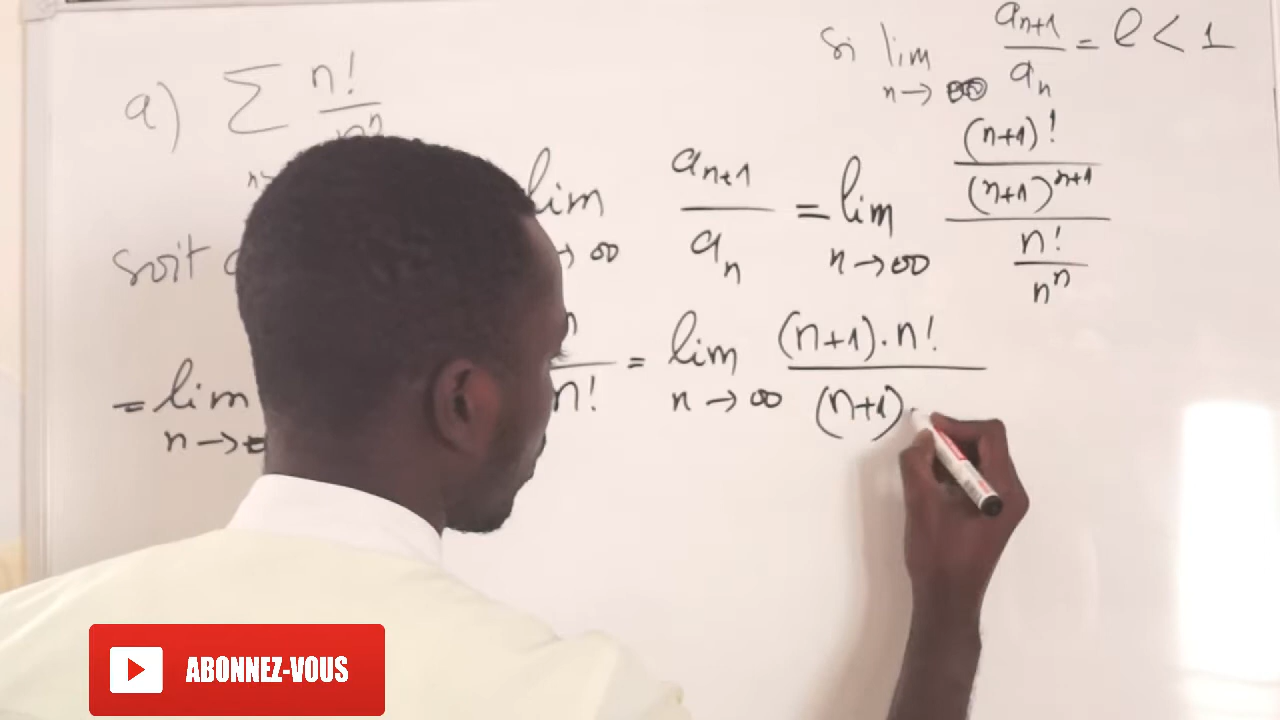 si lim n→∞ a_{n+1}/a_n = l < 1
a) ∑ n!/n^n
soit lim →∞ a_{n+1}/a_n = lim n→∞ ((n+1)!/(n+1)^{n+1})/(n!/n^n)
= lim n→ n! = lim n→∞ (n+1).n!/(n+1)
ABONNEZ-VOUS